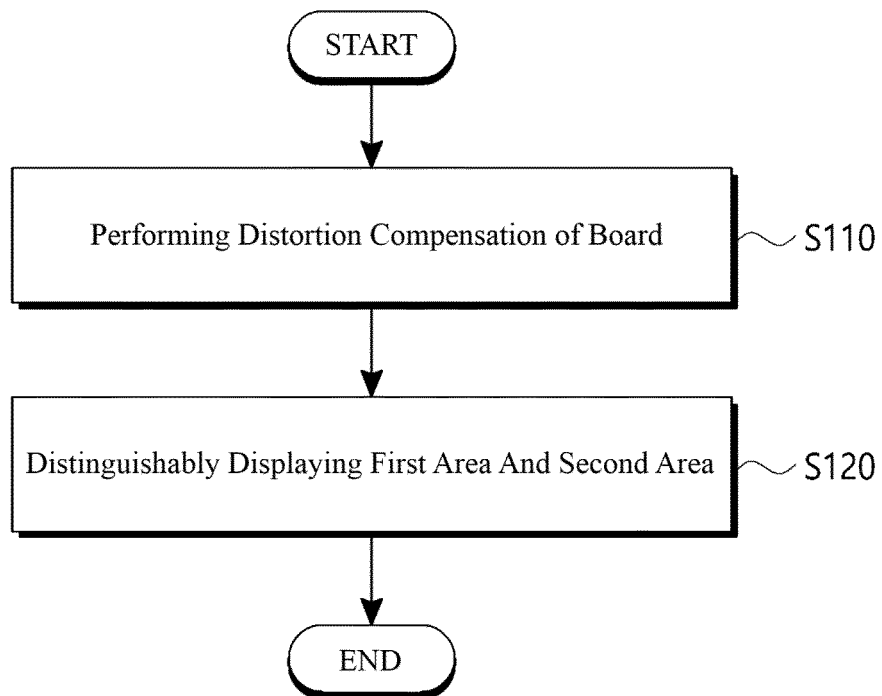 START
Performing Distortion Compensation of Board
S110
Distinguishably Displaying First Area And Second Area
S120
END